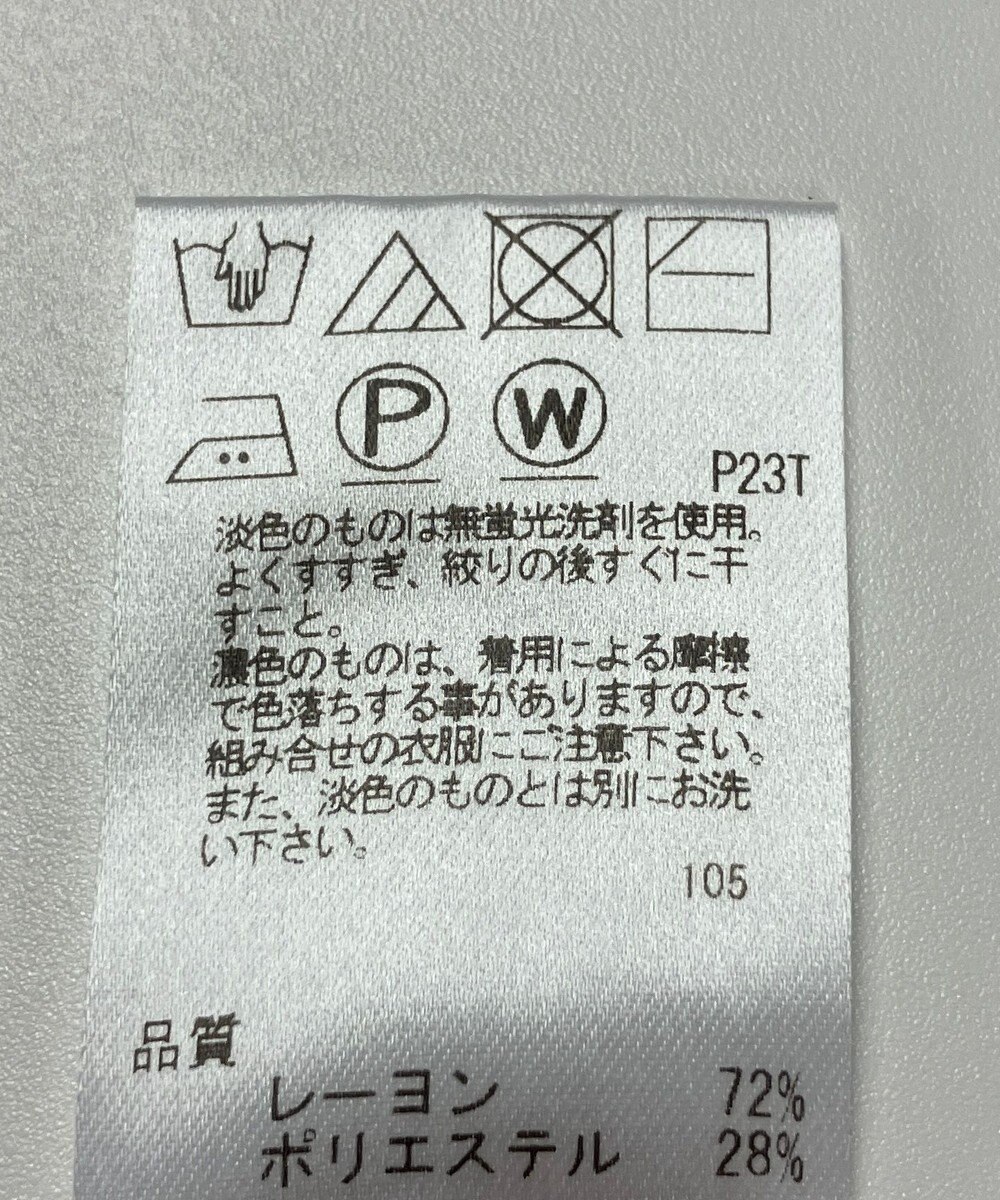 P
W
P23T
淡色のものは無蛍光洗剤を使用。
よくすすぎ、絞りの後すぐに干
すこと。
濃色のものは、着用による摩擦
で色落ちする事がありますので、
組み合せの衣服にご注意下さい。
また、淡色のものとは別にお洗
い下さい。
105
品質
レーヨン 72%
ポリエステル 28%